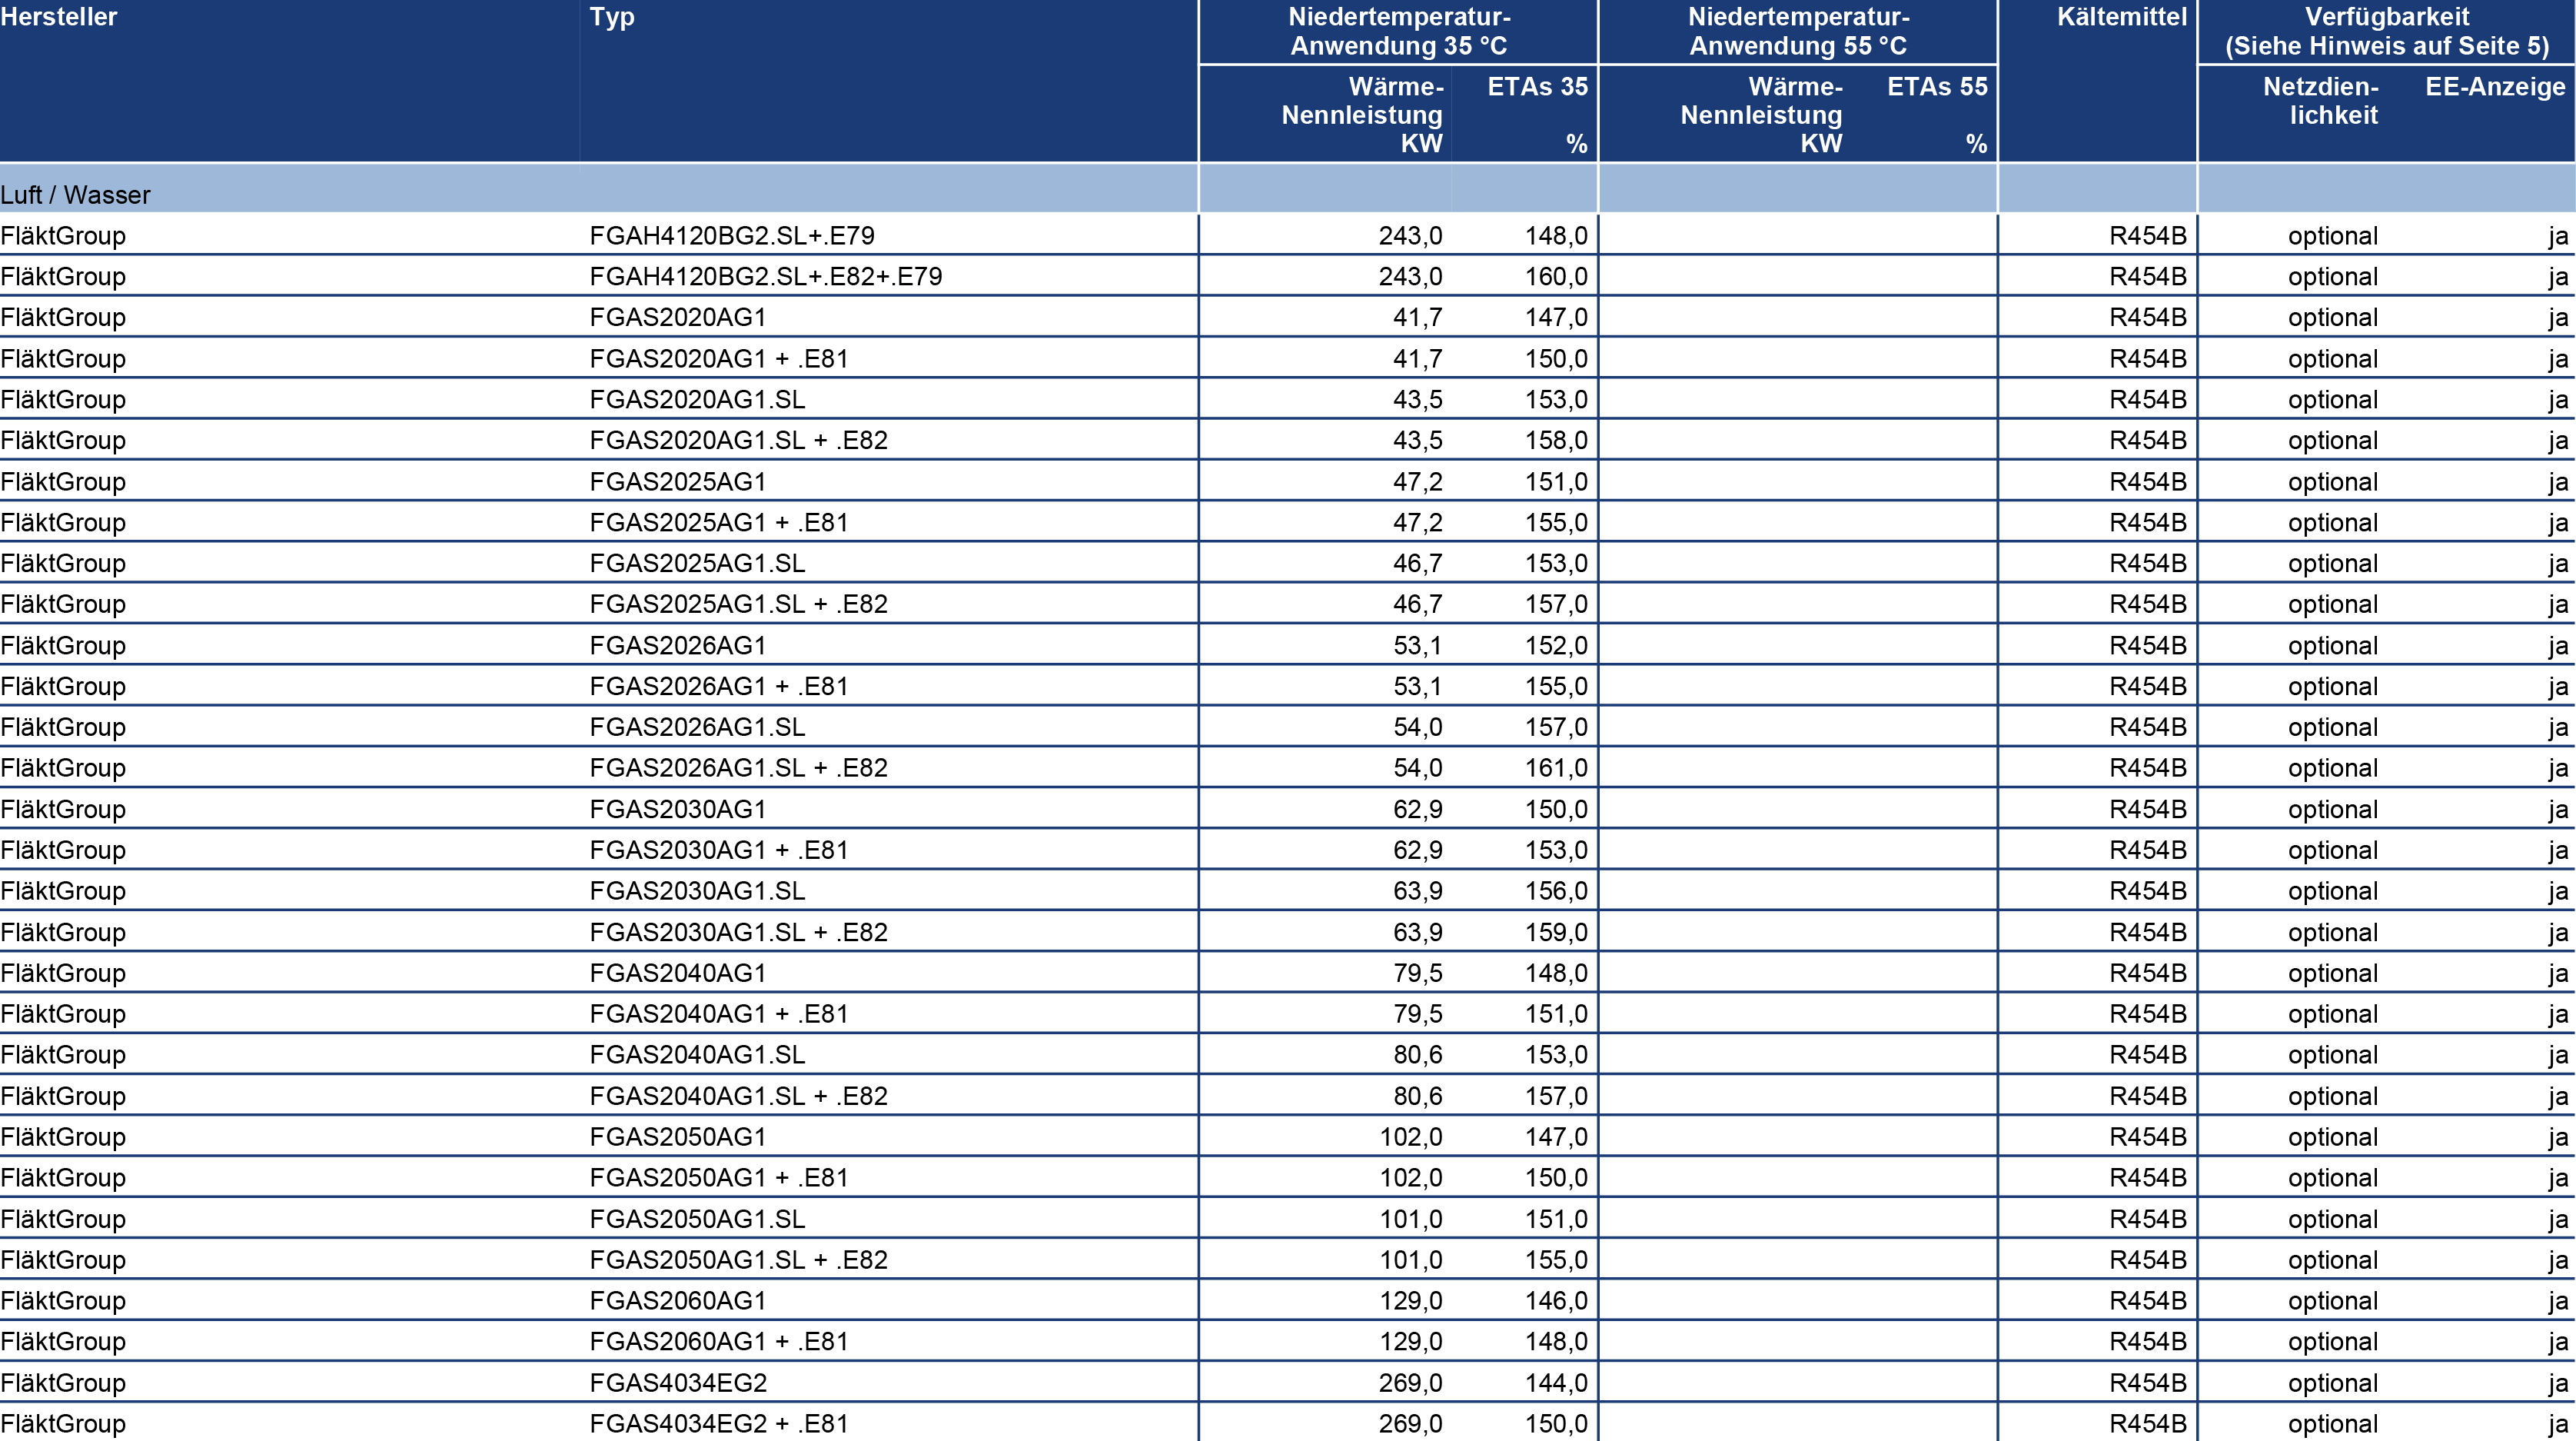 Hersteller Typ Niedertemperatur- Niedertemperatur- Kältemittel Verfügbarkeit
Anwendung 35 °C Anwendung 55 °C (Siehe Hinweis auf Seite 5)
Wärme- ETAs 35 Wärme- ETAs 55 Netzdien- EE-Anzeige
Nennleistung Nennleistung lichkeit
KW % KW %
Luft / Wasser
FläktGroup FGAH4120BG2.SL+.E79 243,0 148,0 R454B optional ja
FläktGroup FGAH4120BG2.SL+.E82+.E79 243,0 160,0 R454B optional ja
FläktGroup FGAS2020AG1 41,7 147,0 R454B optional ja
FläktGroup FGAS2020AG1 + .E81 41,7 150,0 R454B optional ja
FläktGroup FGAS2020AG1.SL 43,5 153,0 R454B optional ja
FläktGroup FGAS2020AG1.SL + .E82 43,5 158,0 R454B optional ja
FläktGroup FGAS2025AG1 47,2 151,0 R454B optional ja
FläktGroup FGAS2025AG1 + .E81 47,2 155,0 R454B optional ja
FläktGroup FGAS2025AG1.SL 46,7 153,0 R454B optional ja
FläktGroup FGAS2025AG1.SL + .E82 46,7 157,0 R454B optional ja
FläktGroup FGAS2026AG1 53,1 152,0 R454B optional ja
FläktGroup FGAS2026AG1 + .E81 53,1 155,0 R454B optional ja
FläktGroup FGAS2026AG1.SL 54,0 157,0 R454B optional ja
FläktGroup FGAS2026AG1.SL + .E82 54,0 161,0 R454B optional ja
FläktGroup FGAS2030AG1 62,9 150,0 R454B optional ja
FläktGroup FGAS2030AG1 + .E81 62,9 153,0 R454B optional ja
FläktGroup FGAS2030AG1.SL 63,9 156,0 R454B optional ja
FläktGroup FGAS2030AG1.SL + .E82 63,9 159,0 R454B optional ja
FläktGroup FGAS2040AG1 79,5 148,0 R454B optional ja
FläktGroup FGAS2040AG1 + .E81 79,5 151,0 R454B optional ja
FläktGroup FGAS2040AG1.SL 80,6 153,0 R454B optional ja
FläktGroup FGAS2040AG1.SL + .E82 80,6 157,0 R454B optional ja
FläktGroup FGAS2050AG1 102,0 147,0 R454B optional ja
FläktGroup FGAS2050AG1 + .E81 102,0 150,0 R454B optional ja
FläktGroup FGAS2050AG1.SL 101,0 151,0 R454B optional ja
FläktGroup FGAS2050AG1.SL + .E82 101,0 155,0 R454B optional ja
FläktGroup FGAS2060AG1 129,0 146,0 R454B optional ja
FläktGroup FGAS2060AG1 + .E81 129,0 148,0 R454B optional ja
FläktGroup FGAS4034EG2 269,0 144,0 R454B optional ja
FläktGroup FGAS4034EG2 + .E81 269,0 150,0 R454B optional ja